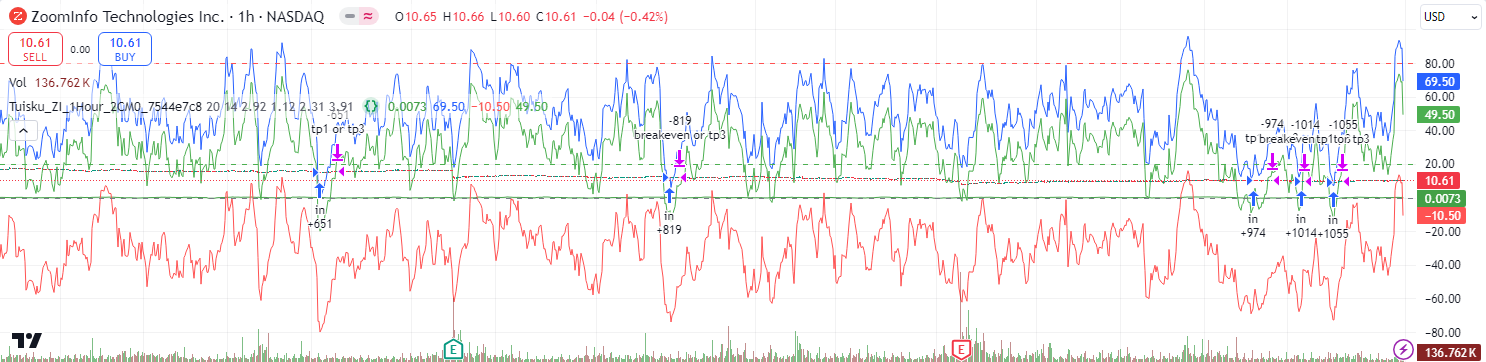 ZoomInfo Technologies Inc. · 1h · NASDAQ
O10.65 H10.66 L10.60 C10.61 −0.04 (−0.42%)
USD
10.61
SELL
0.00
10.61
BUY
Vol 136.762 K
Tuisku_ZI_1Hour_2CM0_7544e7c8 20 14 2.92 1.12 2.31 3.91 0.0073 69.50 −10.50 49.50
-651
tp1 or tp3
in
+651
-819
breakeven or tp3
in
+819
-974
in
+974
-1014
in
+1014
-1055
in
+1055
80.00
69.50
60.00
49.50
40.00
20.00
10.61
0.0073
−10.50
−20.00
−40.00
−60.00
−80.00
136.762 K
E
E